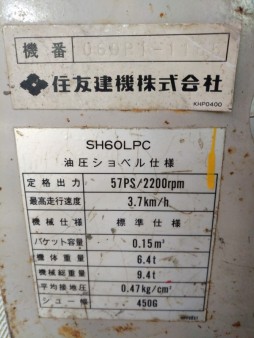 機番
住友建機株式会社
KHP0400
SH60LPC
油圧ショベル仕様
定格出力 57PS/2200rpm
最高走行速度 3.7km/h
機械仕様 標準仕様
バケット容量 0.15m³
機体重量 6.4t
機械総重量 9.4t
平均接地圧 0.47kg/cm²
シュー幅 450G